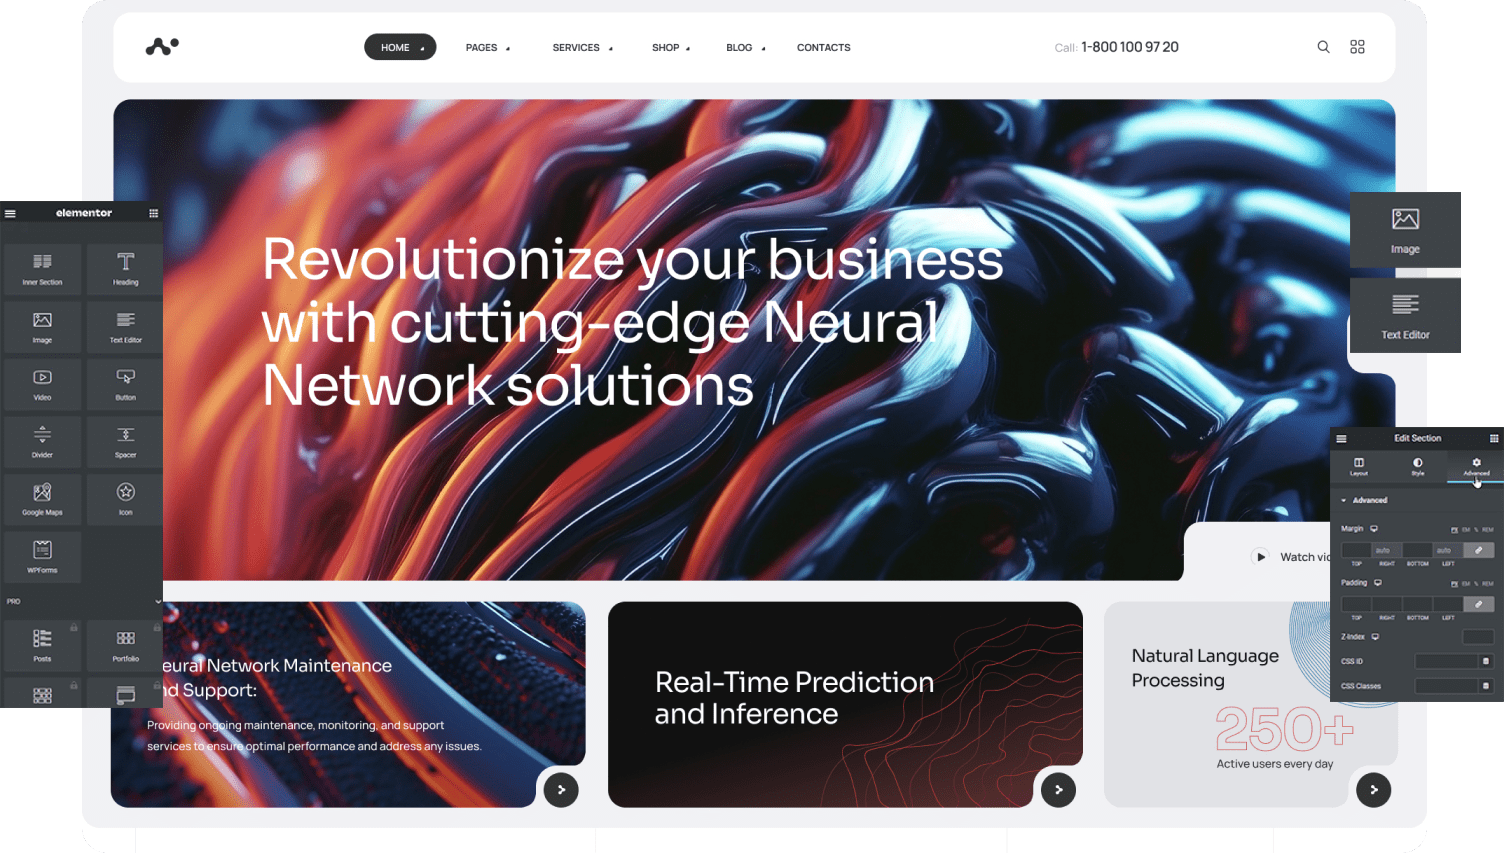 HOME
PAGES
SERVICES
SHOP
BLOG
CONTACTS
Call: 1-800 100 97 20
elementor
Inner Section
Heading
Image
Text Editor
Video
Button
Divider
Spacer
Google Maps
Icon
WPForms
PRO
Posts
Portfolio
Revolutionize your business
with cutting-edge Neural
Network solutions
Image
Text Editor
Watch
Edit Section
Layout
Style
Advanced
Advanced
Margin
EM % REM
auto
auto
TOP RIGHT BOTTOM LEFT
Padding
EM % REM
TOP RIGHT BOTTOM LEFT
Z-Index
CSS ID
CSS Classes
Network Maintenance
Support:
Providing ongoing maintenance, monitoring, and support
services to ensure optimal performance and address any issues.
Real-Time Prediction
and Inference
Natural Language
Processing
250+
Active users every day